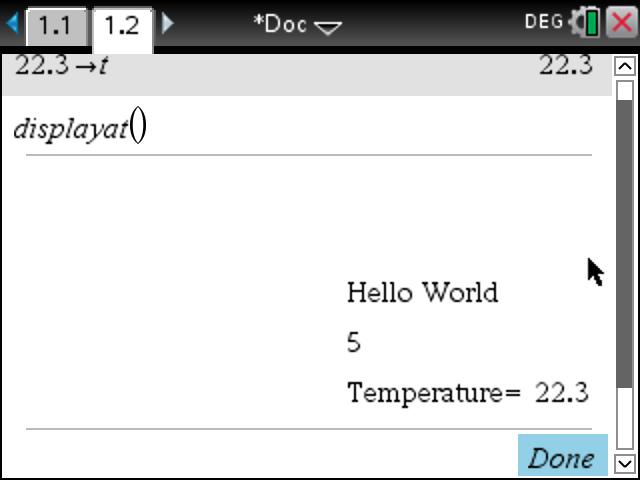 1.1 1.2 *Doc DEG
22.3→t 22.3
displayat()
Hello World
5
Temperature= 22.3
Done